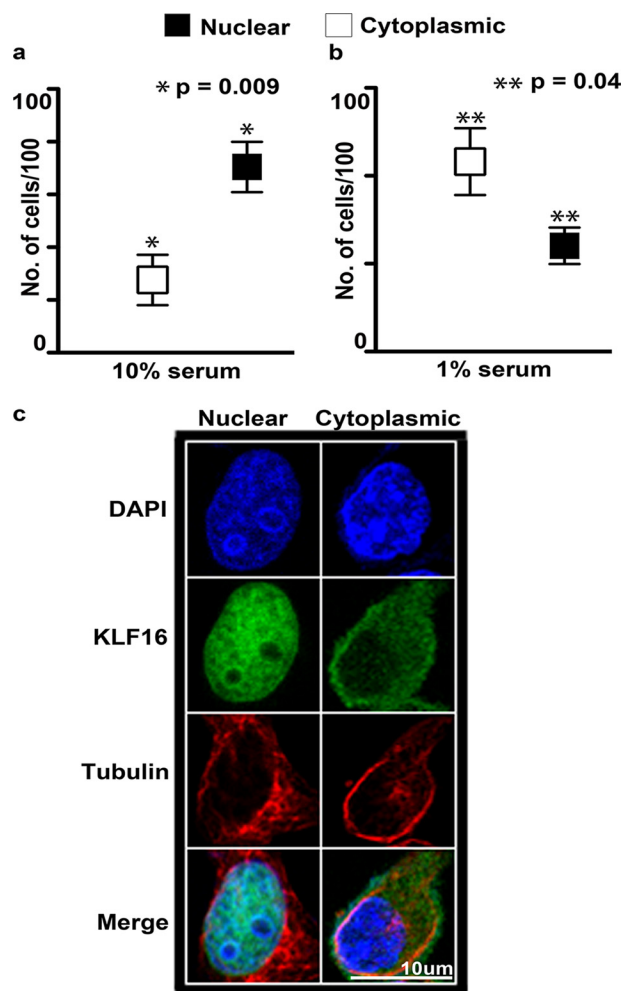 Nuclear Cytoplasmic
a
100
* p = 0.009
*
*
No. of cells/100
0
10% serum
b
100
** p = 0.04
**
**
No. of cells/100
0
1% serum
c
Nuclear Cytoplasmic
DAPI
KLF16
Tubulin
Merge
10um